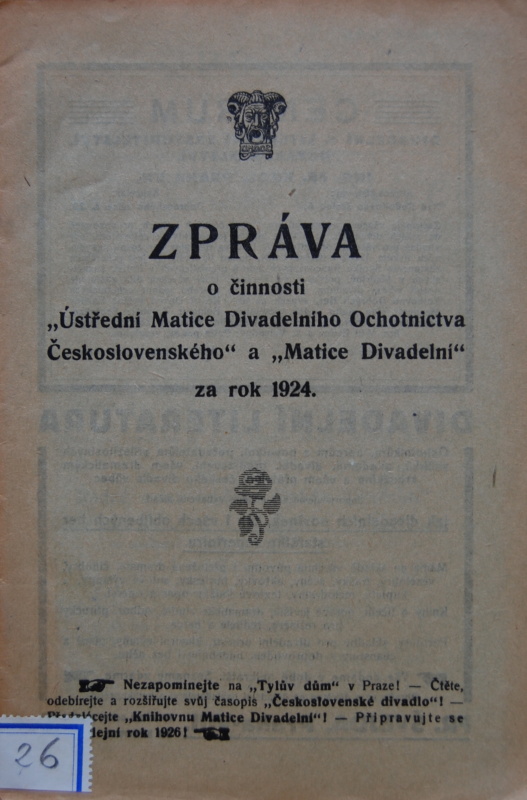 ZPRÁVA
o činnosti
„Ústřední Matice Divadelního Ochotnictva
Československého" a „Matice Divadelní"
za rok 1924.
Nezapomínejte na „Tylův dům" v Praze! — Čtěte,
odebírejte a rozšiřujte svůj časopis „Československé divadlo"! —
„Knihovnu Matice Divadelní"! — Připravujte se
rok 1926!
26